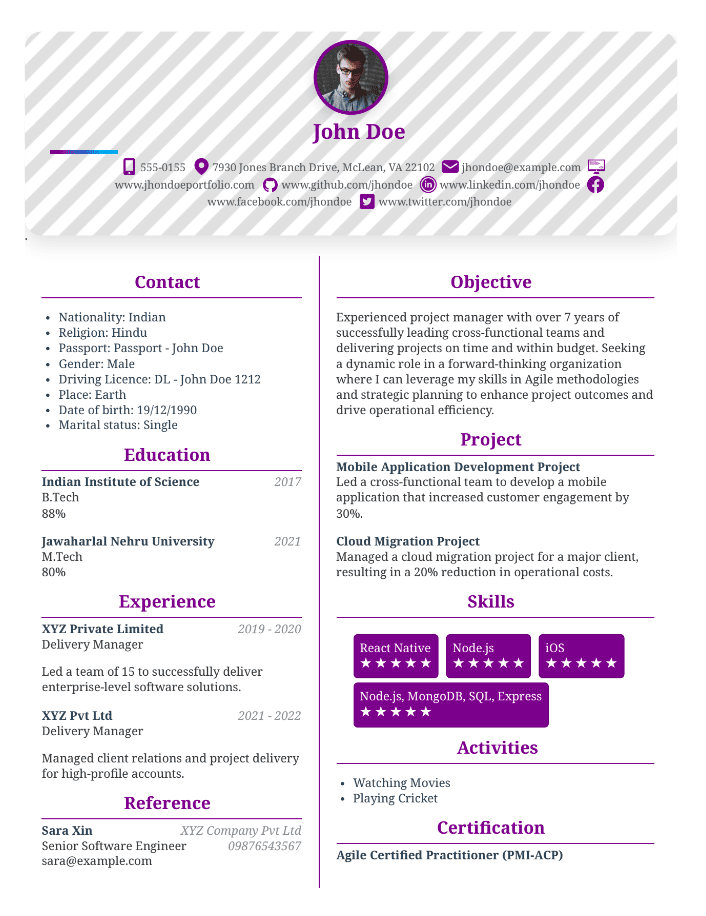 John Doe
555-0155 7930 Jones Branch Drive, McLean, VA 22102 jhondoe@example.com
www.jhondoeportfolio.com www.github.com/jhondoe www.linkedin.com/jhondoe
www.facebook.com/jhondoe www.twitter.com/jhondoe
.
Contact
• Nationality: Indian
• Religion: Hindu
• Passport: Passport - John Doe
• Gender: Male
• Driving Licence: DL - John Doe 1212
• Place: Earth
• Date of birth: 19/12/1990
• Marital status: Single
Education
Indian Institute of Science 2017
B.Tech
88%
Jawaharlal Nehru University 2021
M.Tech
80%
Experience
XYZ Private Limited 2019 - 2020
Delivery Manager
Led a team of 15 to successfully deliver
enterprise-level software solutions.
XYZ Pvt Ltd 2021 - 2022
Delivery Manager
Managed client relations and project delivery
for high-profile accounts.
Reference
Sara Xin XYZ Company Pvt Ltd
Senior Software Engineer 09876543567
sara@example.com
Objective
Experienced project manager with over 7 years of
successfully leading cross-functional teams and
delivering projects on time and within budget. Seeking
a dynamic role in a forward-thinking organization
where I can leverage my skills in Agile methodologies
and strategic planning to enhance project outcomes and
drive operational efficiency.
Project
Mobile Application Development Project
Led a cross-functional team to develop a mobile
application that increased customer engagement by
30%.
Cloud Migration Project
Managed a cloud migration project for a major client,
resulting in a 20% reduction in operational costs.
Skills
React Native
★★★★★
Node.js
★★★★★
iOS
★★★★★
Node.js, MongoDB, SQL, Express
★★★★★
Activities
• Watching Movies
• Playing Cricket
Certification
Agile Certified Practitioner (PMI-ACP)